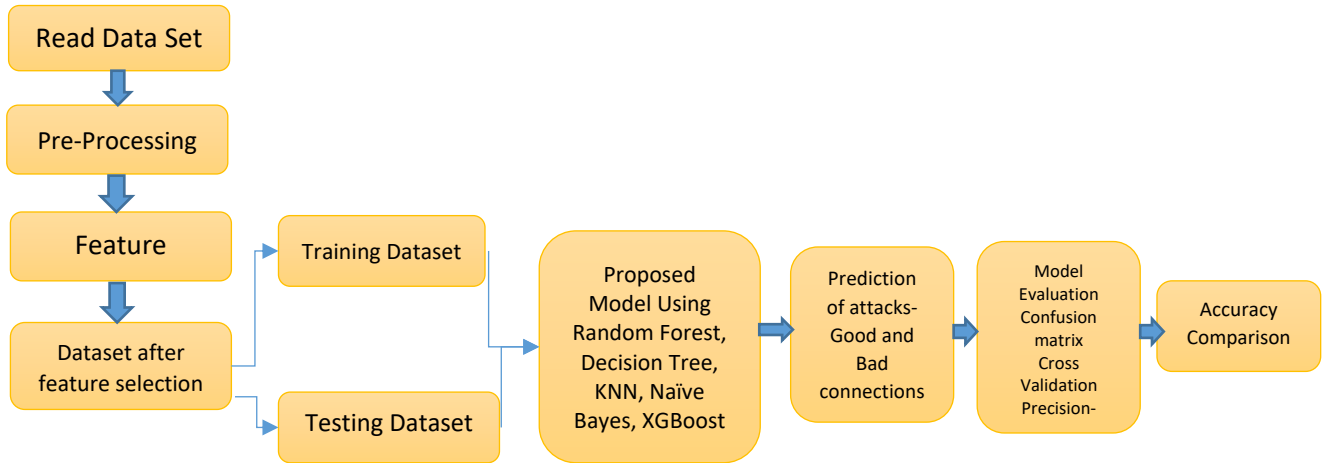 Read Data Set
Pre-Processing
Feature
Dataset after
feature selection
Training Dataset
Testing Dataset
Proposed
Model Using
Random Forest,
Decision Tree,
KNN, Naïve
Bayes, XGBoost
Prediction
of attacks-
Good and
Bad
connections
Model
Evaluation
Confusion
matrix
Cross
Validation
Precision-
Accuracy
Comparison